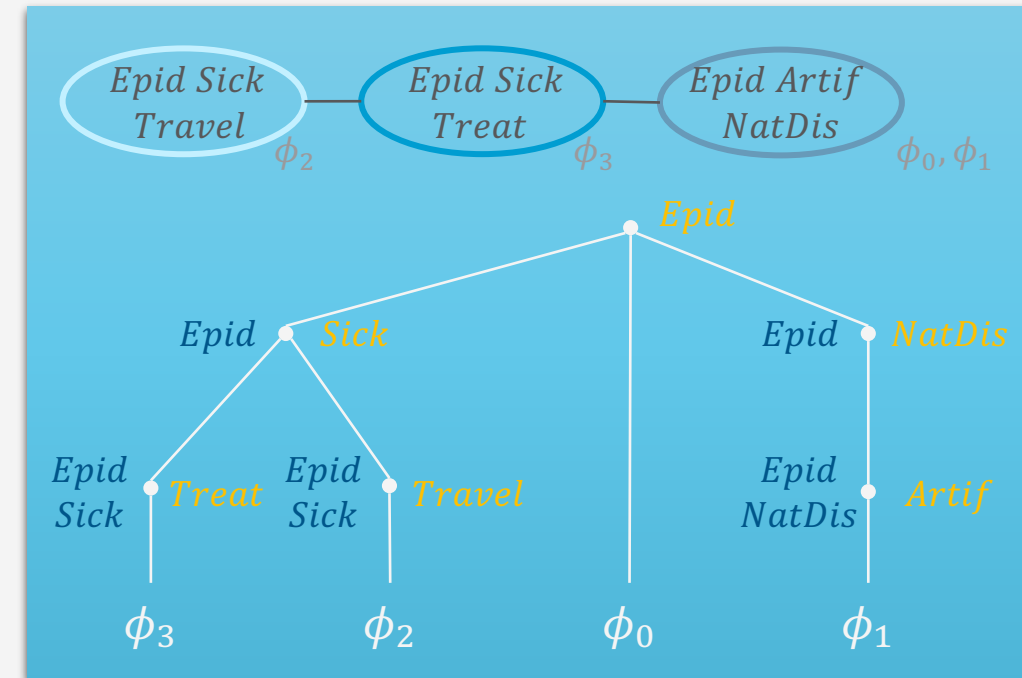 Epid Sick Travel
ϕ₂
Epid Sick Treat
ϕ₃
Epid Artif NatDis
ϕ₀, ϕ₁
Epid
Epid Sick
Epid NatDis
Epid Sick Treat
Epid Sick Travel
Epid NatDis Artif
ϕ₃ ϕ₂ ϕ₀ ϕ₁